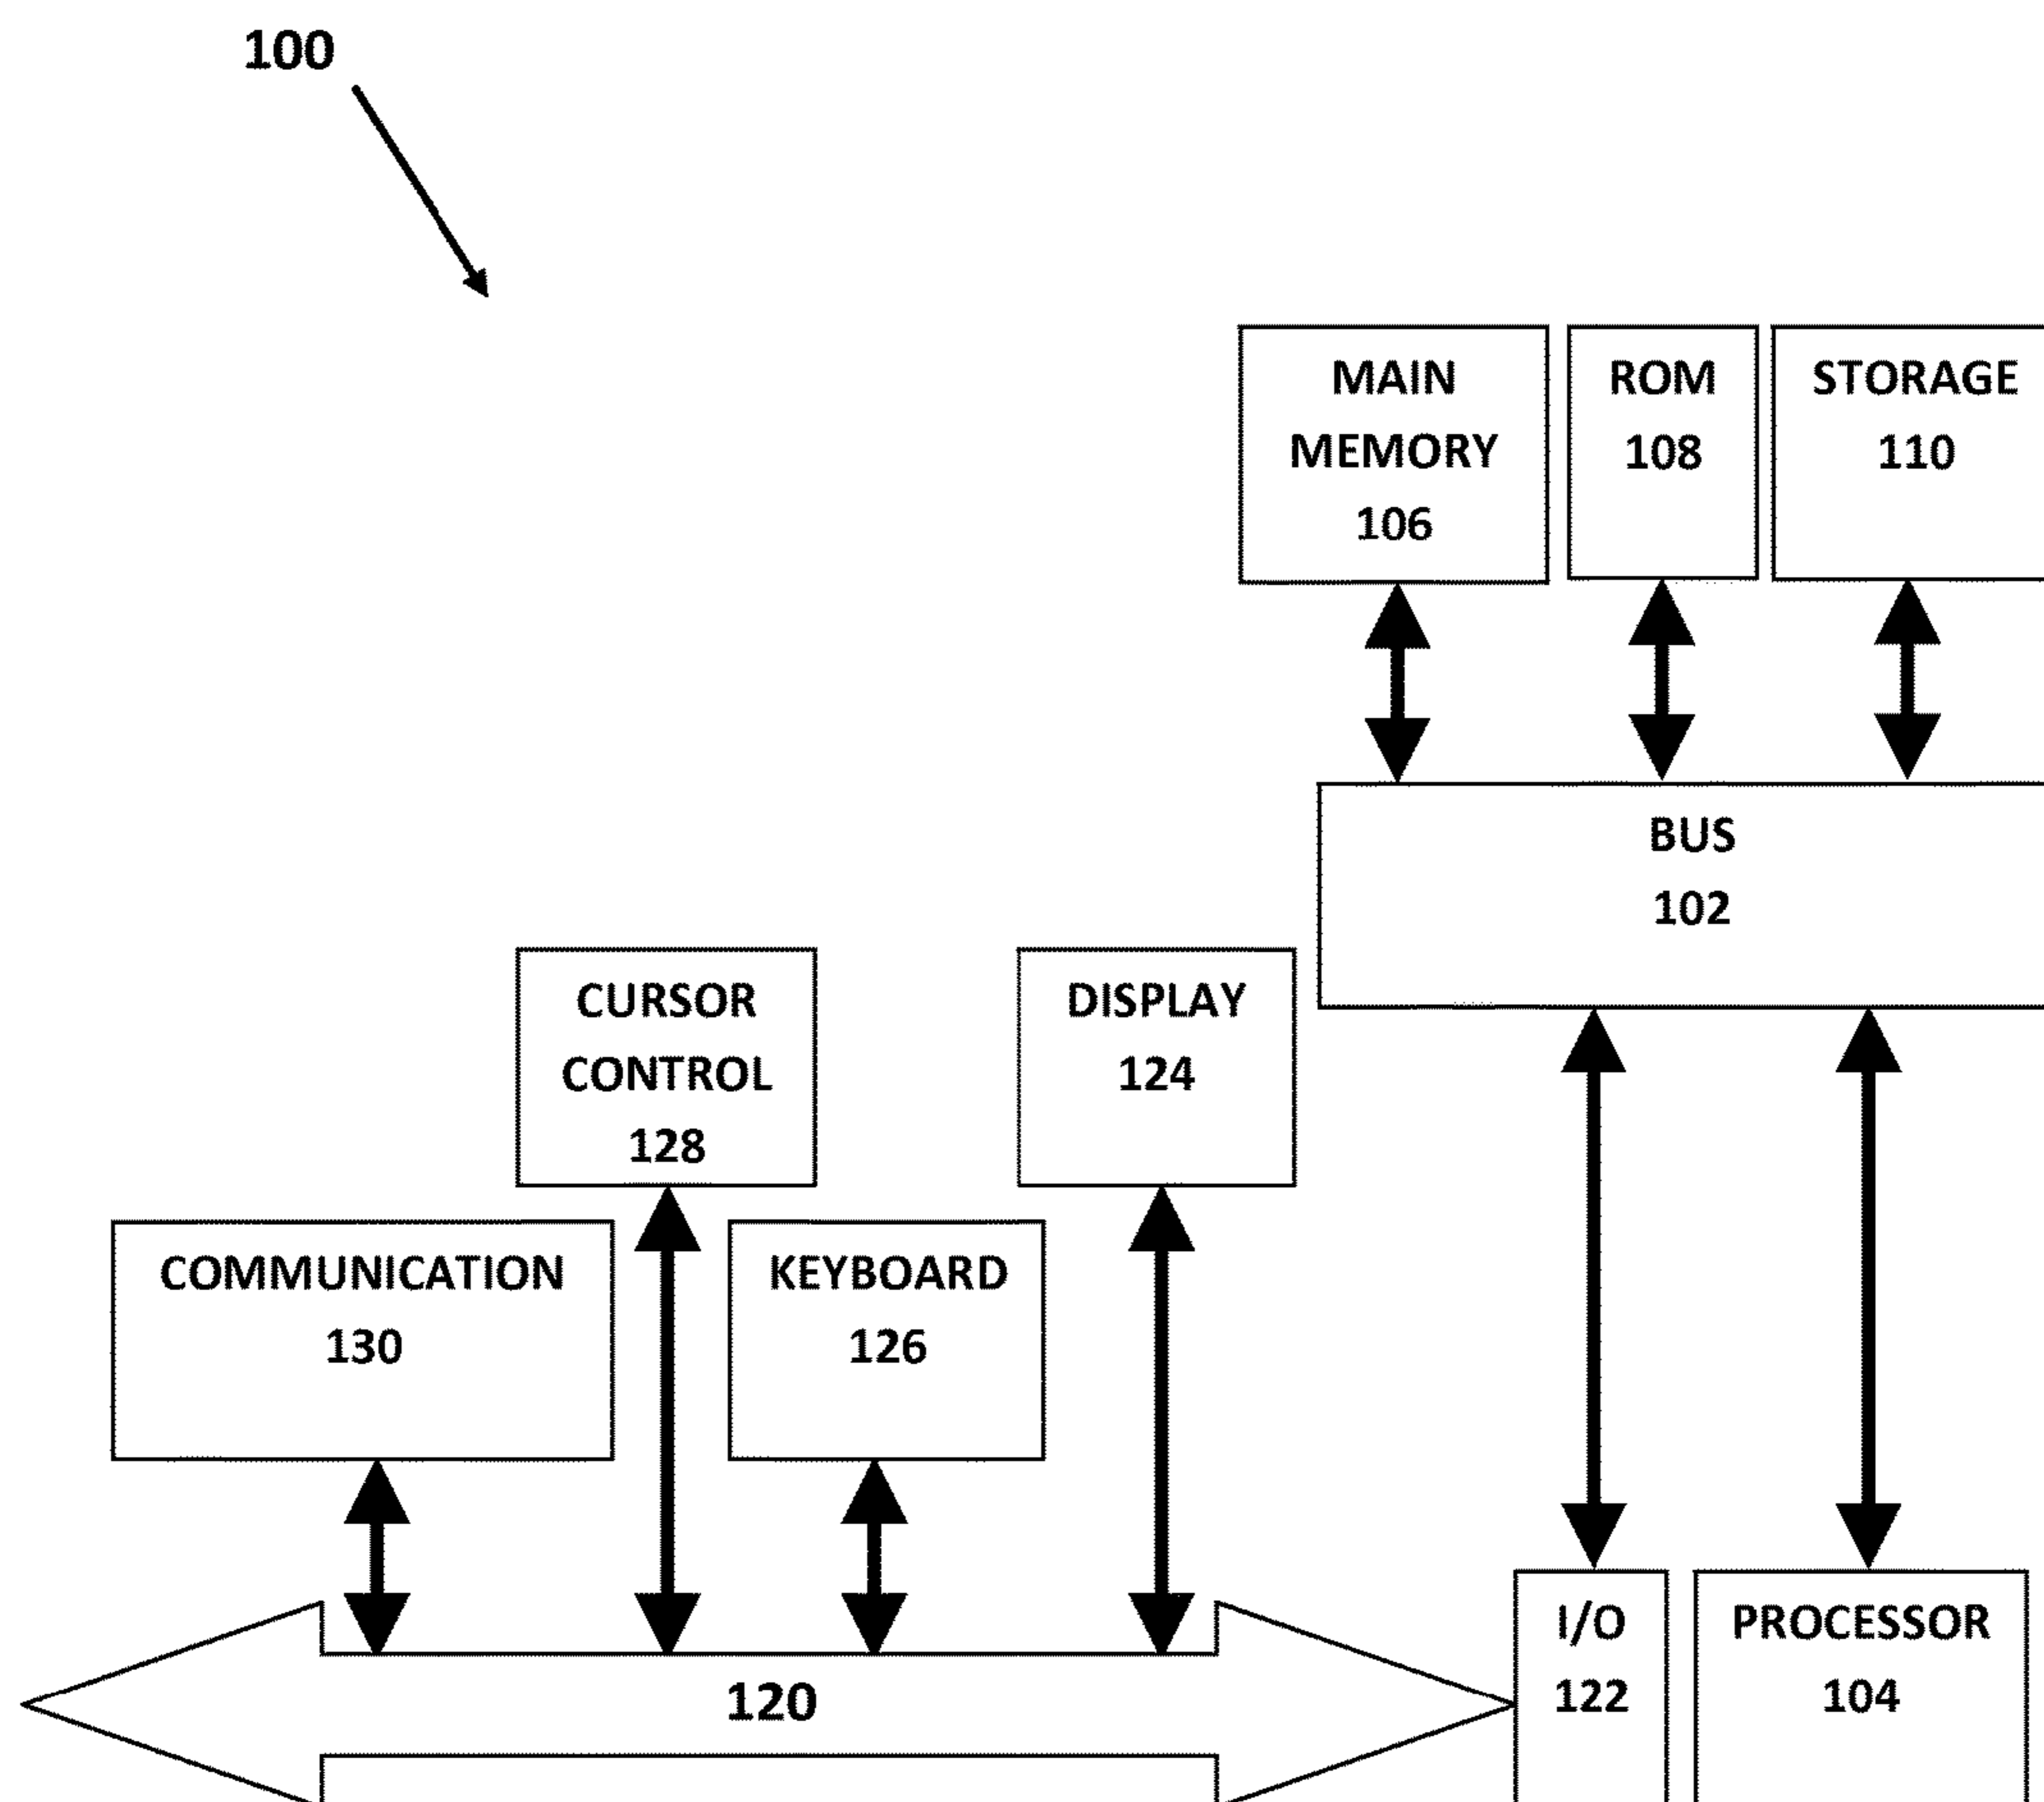 100
MAIN
MEMORY
106
ROM
108
STORAGE
110
BUS
102
CURSOR
CONTROL
128
DISPLAY
124
COMMUNICATION
130
KEYBOARD
126
I/O
122
PROCESSOR
104
120